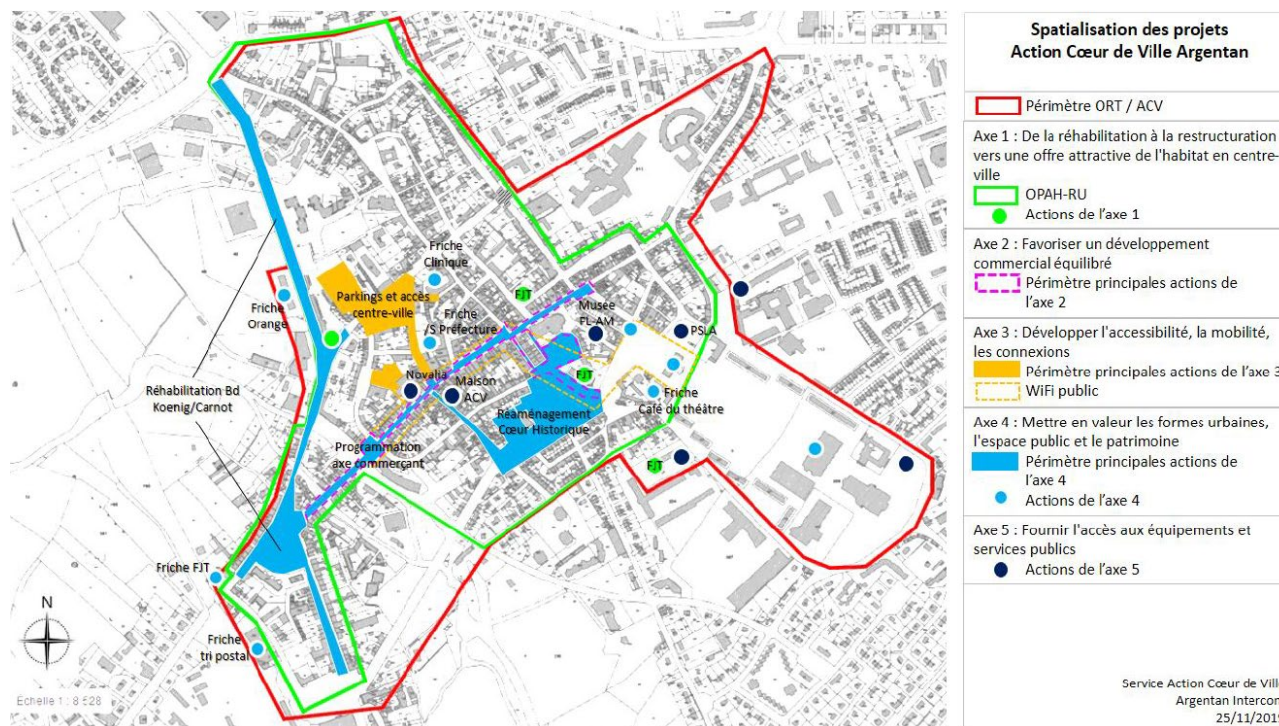 Spatialisation des projets
Action Cœur de Ville Argentan
Périmètre ORT / ACV
Axe 1 : De la réhabilitation à la restructuration
vers une offre attractive de l'habitat en centre-
ville
OPAH-RU
Actions de l'axe 1
Axe 2 : Favoriser un développement
commercial équilibré
Périmètre principales actions de
l'axe 2
Axe 3 : Développer l'accessibilité, la mobilité,
les connexions
Périmètre principales actions de l'axe 3
WiFi public
Axe 4 : Mettre en valeur les formes urbaines,
l'espace public et le patrimoine
Périmètre principales actions de
l'axe 4
Actions de l'axe 4
Axe 5 : Fournir l'accès aux équipements et
services publics
Actions de l'axe 5
Service Action Cœur de Ville
Argentan Intercom
25/11/202
Friche
Clinique
Parkings et accès
centre-ville
Friche
Orange
Friche
/S Préfecture
FJT
Musée
FL-AM
PSLA
Réhabilitation Bd
Koenig/Carnot
Novalia
Maison
ACV
FJT
Friche
Café du théâtre
Réaménagement
Cœur Historique
Programmation
axe commerçant
FJT
Friche FJT
Friche
tri postal
N
Echelle 1 : 8 528